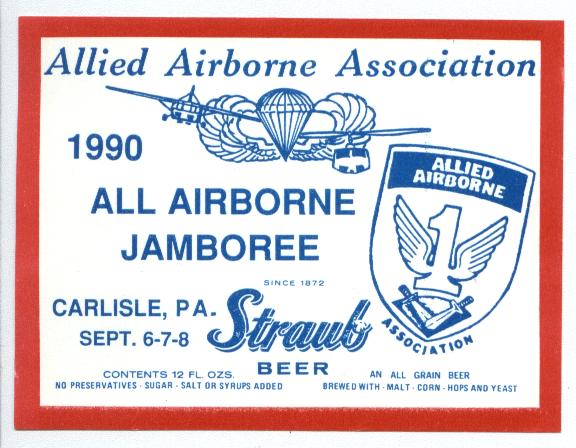 Allied Airborne Association
1990
ALL AIRBORNE
JAMBOREE
ALLIED
AIRBORNE
1
ASSOCIATION
SINCE 1872
CARLISLE, PA.
SEPT. 6-7-8
Straub
BEER
CONTENTS 12 FL. OZS.
NO PRESERVATIVES · SUGAR · SALT OR SYRUPS ADDED
AN ALL GRAIN BEER
BREWED WITH · MALT · CORN · HOPS AND YEAST